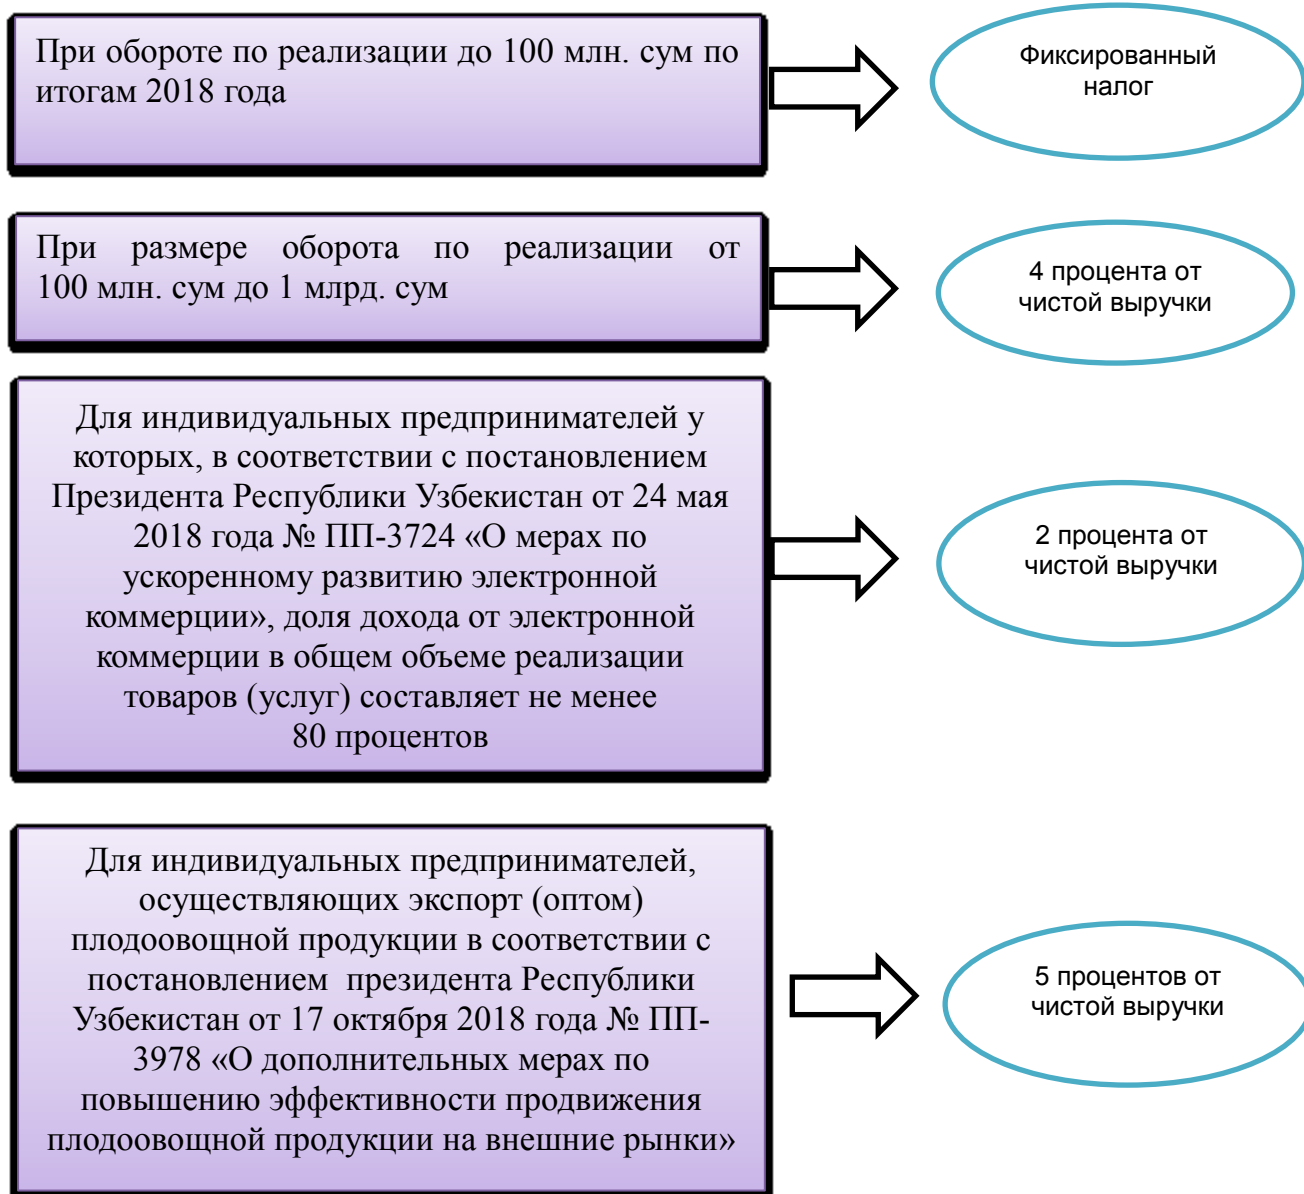 При обороте по реализации до 100 млн. сум по
итогам 2018 года
Фиксированный
налог
При размере оборота по реализации от
100 млн. сум до 1 млрд. сум
4 процента от
чистой выручки
Для индивидуальных предпринимателей у
которых, в соответствии с постановлением
Президента Республики Узбекистан от 24 мая
2018 года № ПП-3724 «О мерах по
ускоренному развитию электронной
коммерции», доля дохода от электронной
коммерции в общем объеме реализации
товаров (услуг) составляет не менее
80 процентов
2 процента от
чистой выручки
Для индивидуальных предпринимателей,
осуществляющих экспорт (оптом)
плодоовощной продукции в соответствии с
постановлением президента Республики
Узбекистан от 17 октября 2018 года № ПП-
3978 «О дополнительных мерах по
повышению эффективности продвижения
плодоовощной продукции на внешние рынки»
5 процентов от
чистой выручки